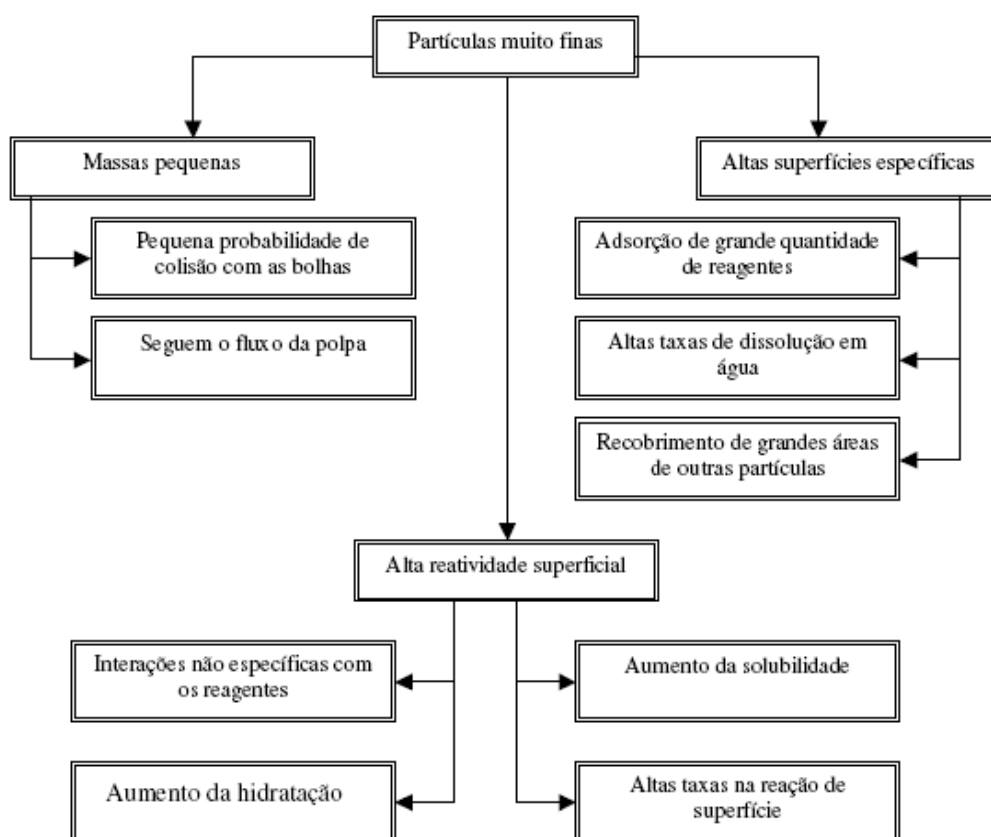 Partículas muito finas
Massas pequenas
Altas superfícies específicas
Pequena probabilidade de
colisão com as bolhas
Adsorção de grande quantidade
de reagentes
Seguem o fluxo da polpa
Altas taxas de dissolução em
água
Recobrimento de grandes áreas
de outras partículas
Alta reatividade superficial
Interações não específicas com
os reagentes
Aumento da solubilidade
Aumento da hidratação
Altas taxas na reação de
superfície